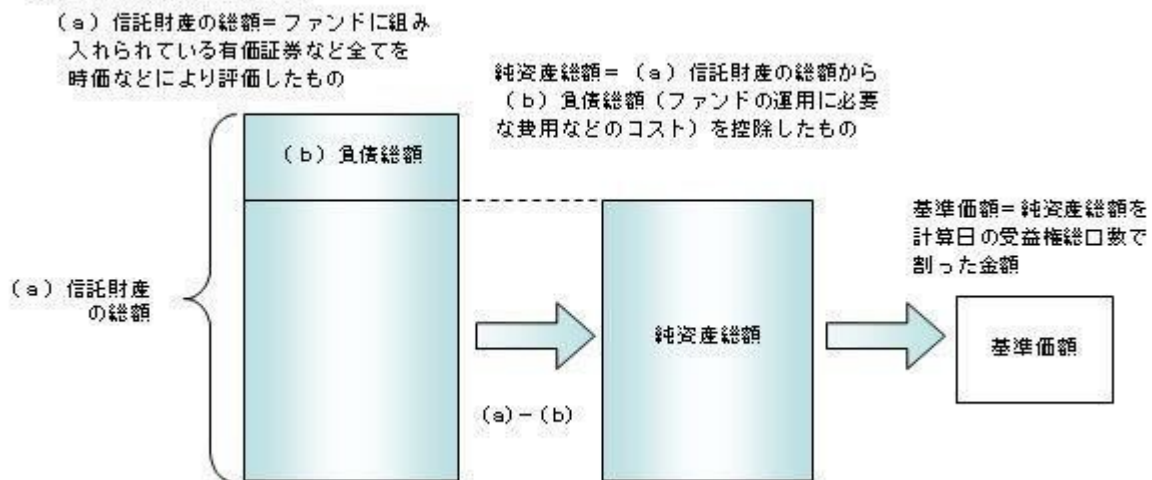 (a)信託財産の総額=ファンドに組み
入れられている有価証券など全てを
時価などにより評価したもの
純資産総額=(a)信託財産の総額から
(b)負債総額(ファンドの運用に必要
な費用などのコスト)を控除したもの
(b)負債総額
基準価額=純資産総額を
計算日の受益権総口数で
割った金額
(a)信託財産
の総額
純資産総額
基準価額
(a)-(b)